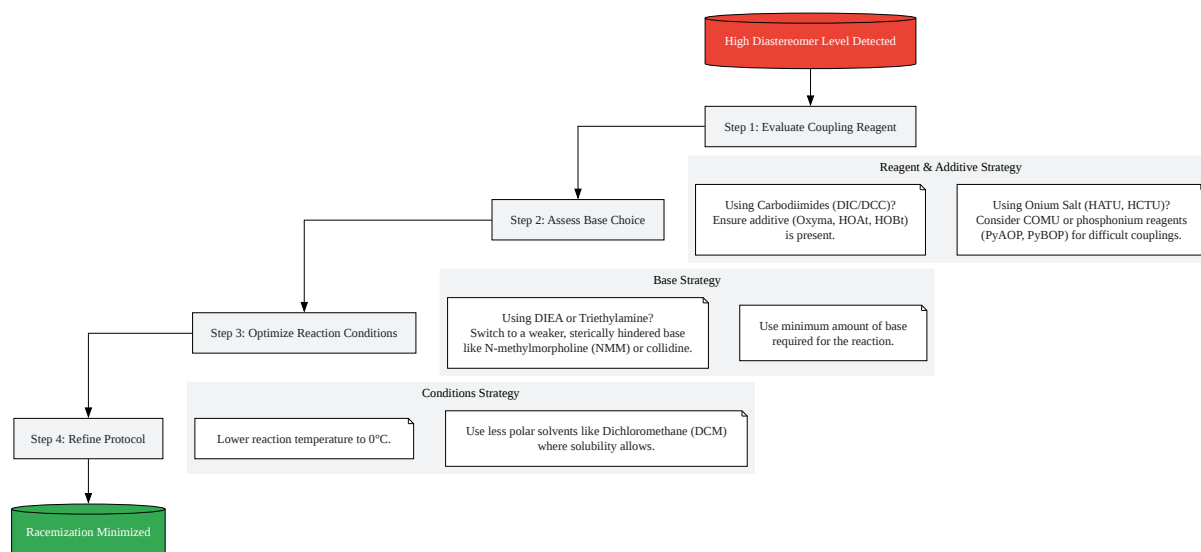 High Diastereomer Level Detected
Step 1: Evaluate Coupling Reagent
Reagent & Additive Strategy
Using Carbodiimides (DIC/DCC)?
Ensure additive (Oxyma, HOAt, HOBt)
is present.
Using Onium Salt (HATU, HCTU)?
Consider COMU or phosphonium reagents
(PyAOP, PyBOP) for difficult couplings.
Step 2: Assess Base Choice
Base Strategy
Using DIEA or Triethylamine?
Switch to a weaker, sterically hindered base
like N-methylmorpholine (NMM) or collidine.
Use minimum amount of base
required for the reaction.
Step 3: Optimize Reaction Conditions
Conditions Strategy
Lower reaction temperature to 0°C.
Use less polar solvents like Dichloromethane (DCM)
where solubility allows.
Step 4: Refine Protocol
Racemization Minimized